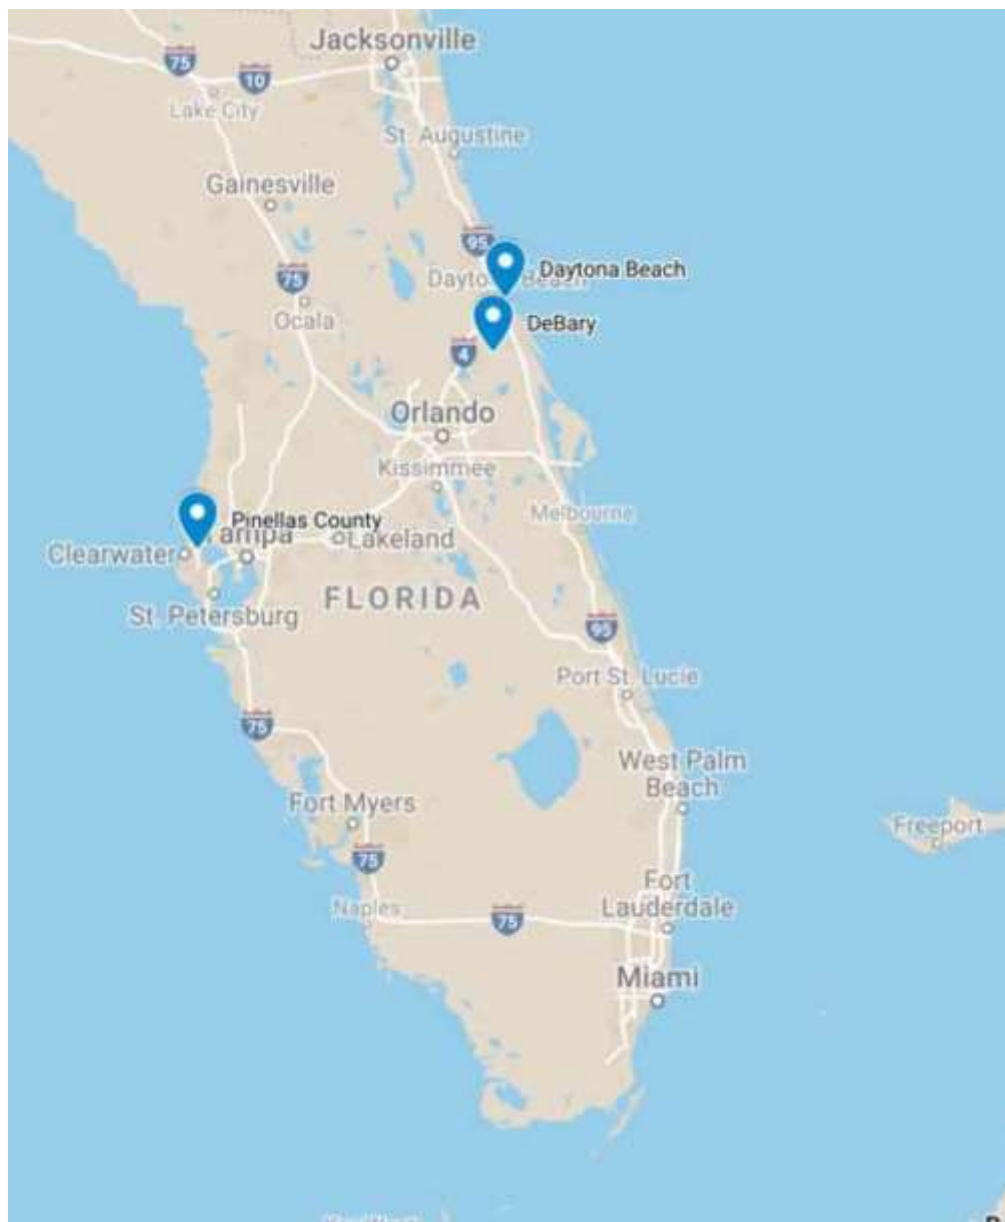 Jacksonville
75
10
Lake City
St. Augustine
Gainesville
95
Daytona Beach
Daytona Beach
75
DeBary
Ocala
4
Orlando
Kissimmee
Melbourne
Pinellas County
Tampa
Clearwater
Lakeland
FLORIDA
St. Petersburg
95
Port St. Lucie
75
West Palm
Beach
Fort Myers
Freeport
75
Fort
Lauderdale
Naples
75
Miami